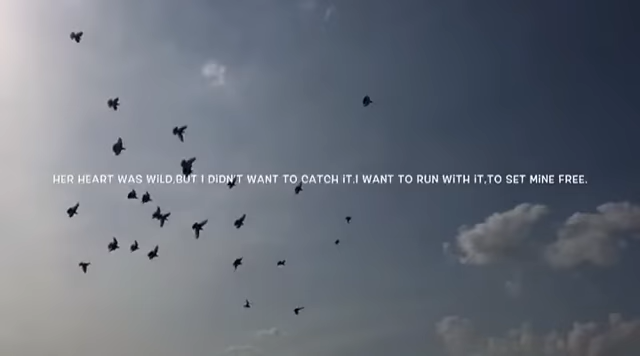 HER HEART WAS WILD,BUT I DIDN'T WANT TO CATCH iT.I WANT TO RUN WITH iT,TO SET MiNE FREE.